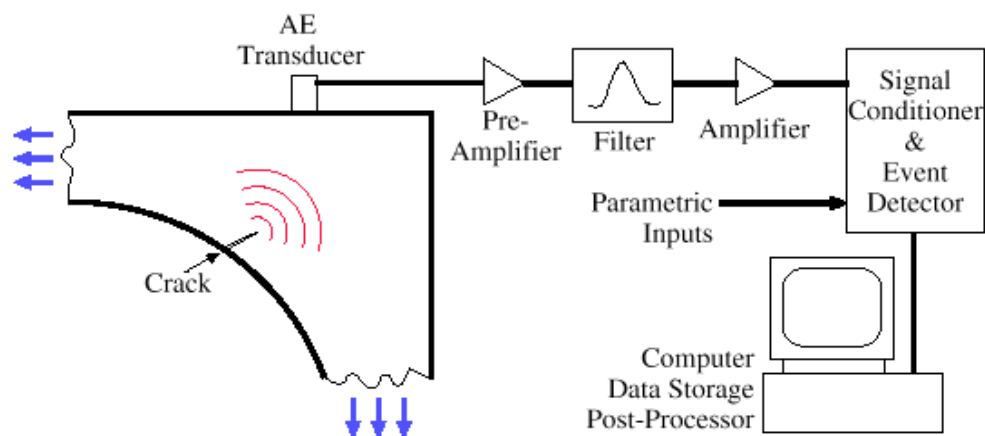 AE
Transducer
Pre-
Amplifier
Filter
Amplifier
Signal
Conditioner
&
Event
Detector
Parametric
Inputs
Crack
Computer
Data Storage
Post-Processor